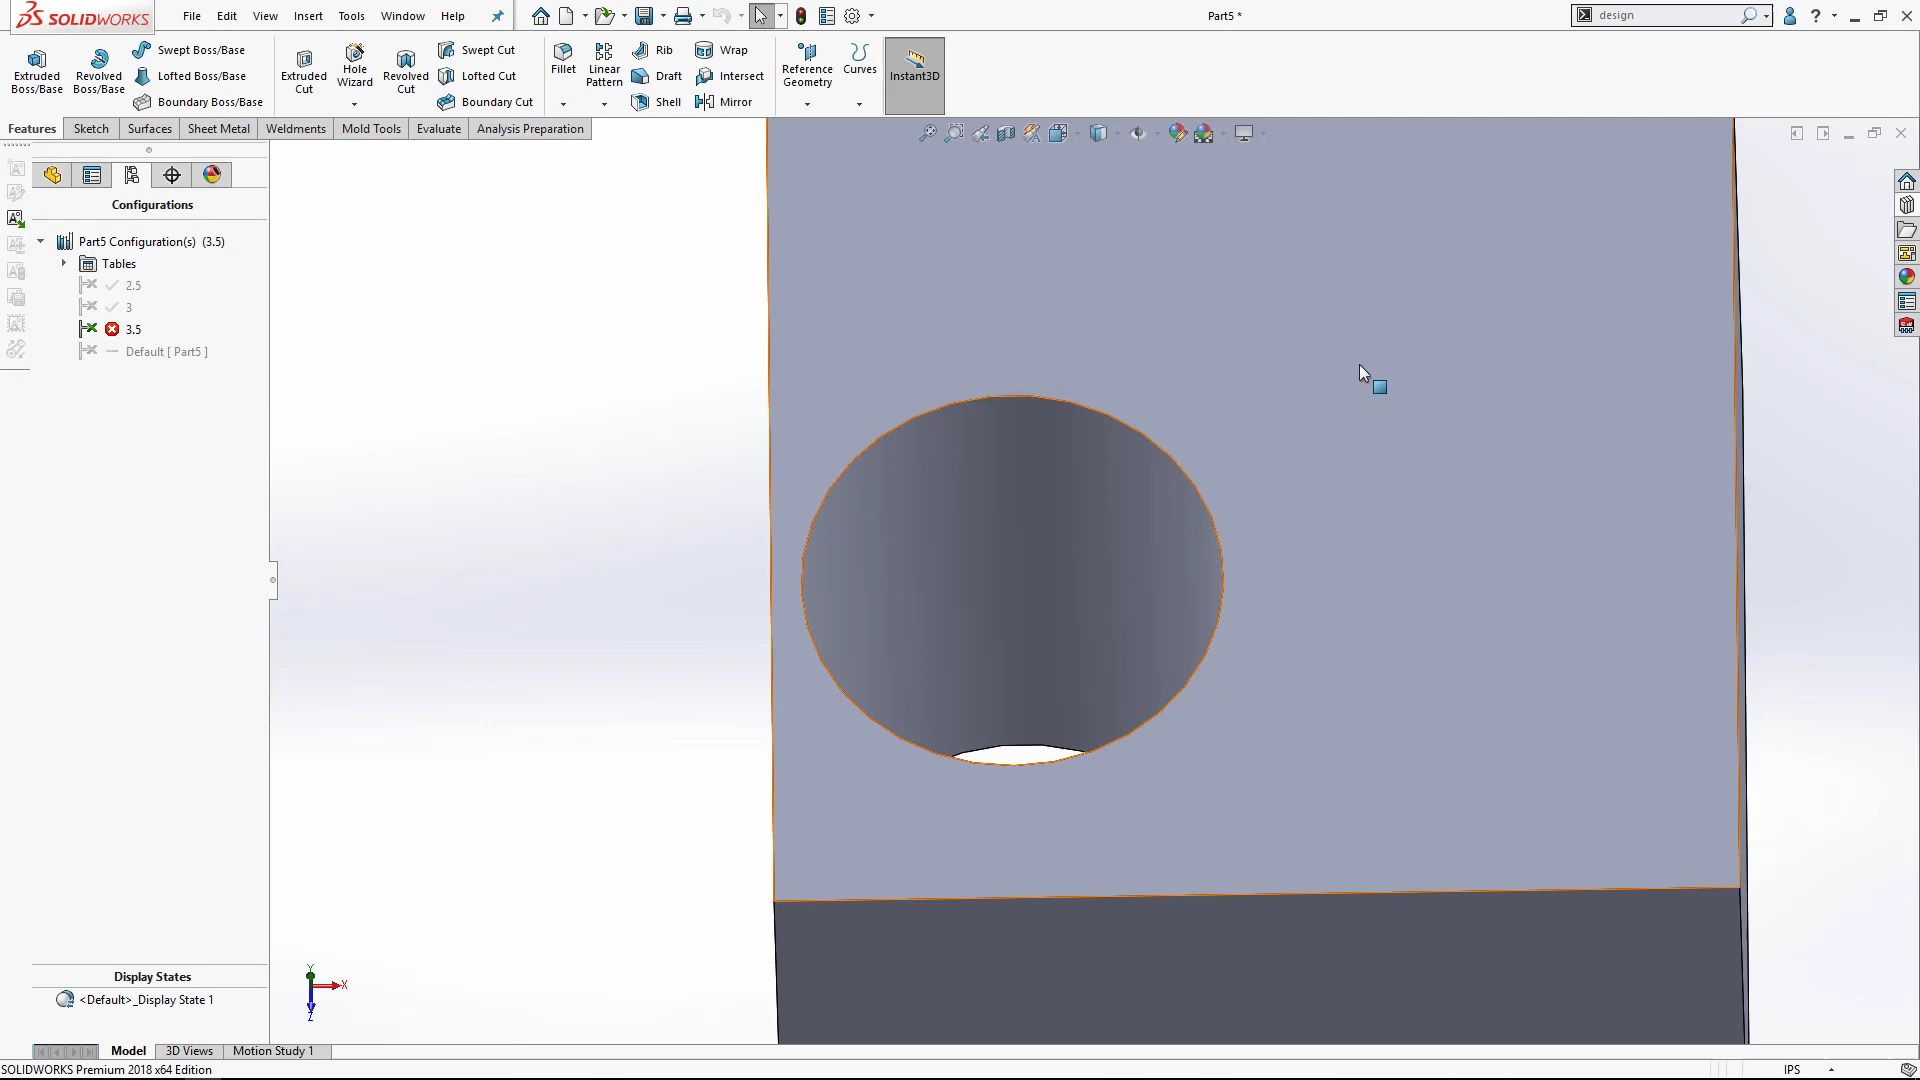 SOLIDWORKS File Edit View Insert Tools Window Help Part5 * design ?
Extruded Boss/Base
Revolved Boss/Base
Swept Boss/Base
Lofted Boss/Base
Boundary Boss/Base
Extruded Cut
Hole Wizard
Revolved Cut
Swept Cut
Lofted Cut
Boundary Cut
Fillet
Linear Pattern
Rib
Draft
Shell
Wrap
Intersect
Mirror
Reference Geometry
Curves
Instant3D
Features Sketch Surfaces Sheet Metal Weldments Mold Tools Evaluate Analysis Preparation
Configurations
Part5 Configuration(s) (3.5)
Tables
2.5
3
3.5
Default [ Part5 ]
Display States
<Default>_Display State 1
Y
X
Z
Model 3D Views Motion Study 1
SOLIDWORKS Premium 2018 x64 Edition IPS